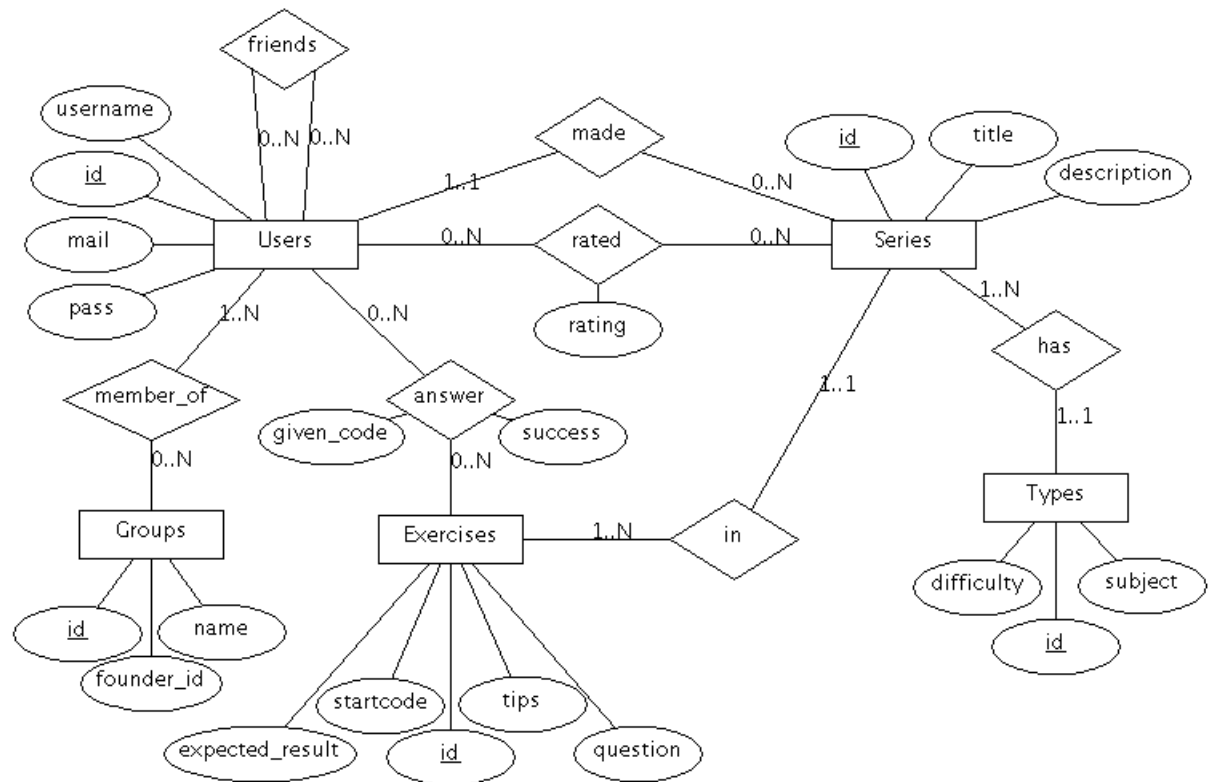 friends
username
0..N 0..N
made
id
title
id
description
1..1
0..N
mail
Users
0..N
rated
0..N
Series
pass
1..N
0..N
rating
1..N
has
member_of
answer
1..1
given_code
success
1..1
0..N
0..N
Types
Groups
Exercises
1..N
in
difficulty
subject
id
name
id
founder_id
startcode
tips
expected_result
id
question